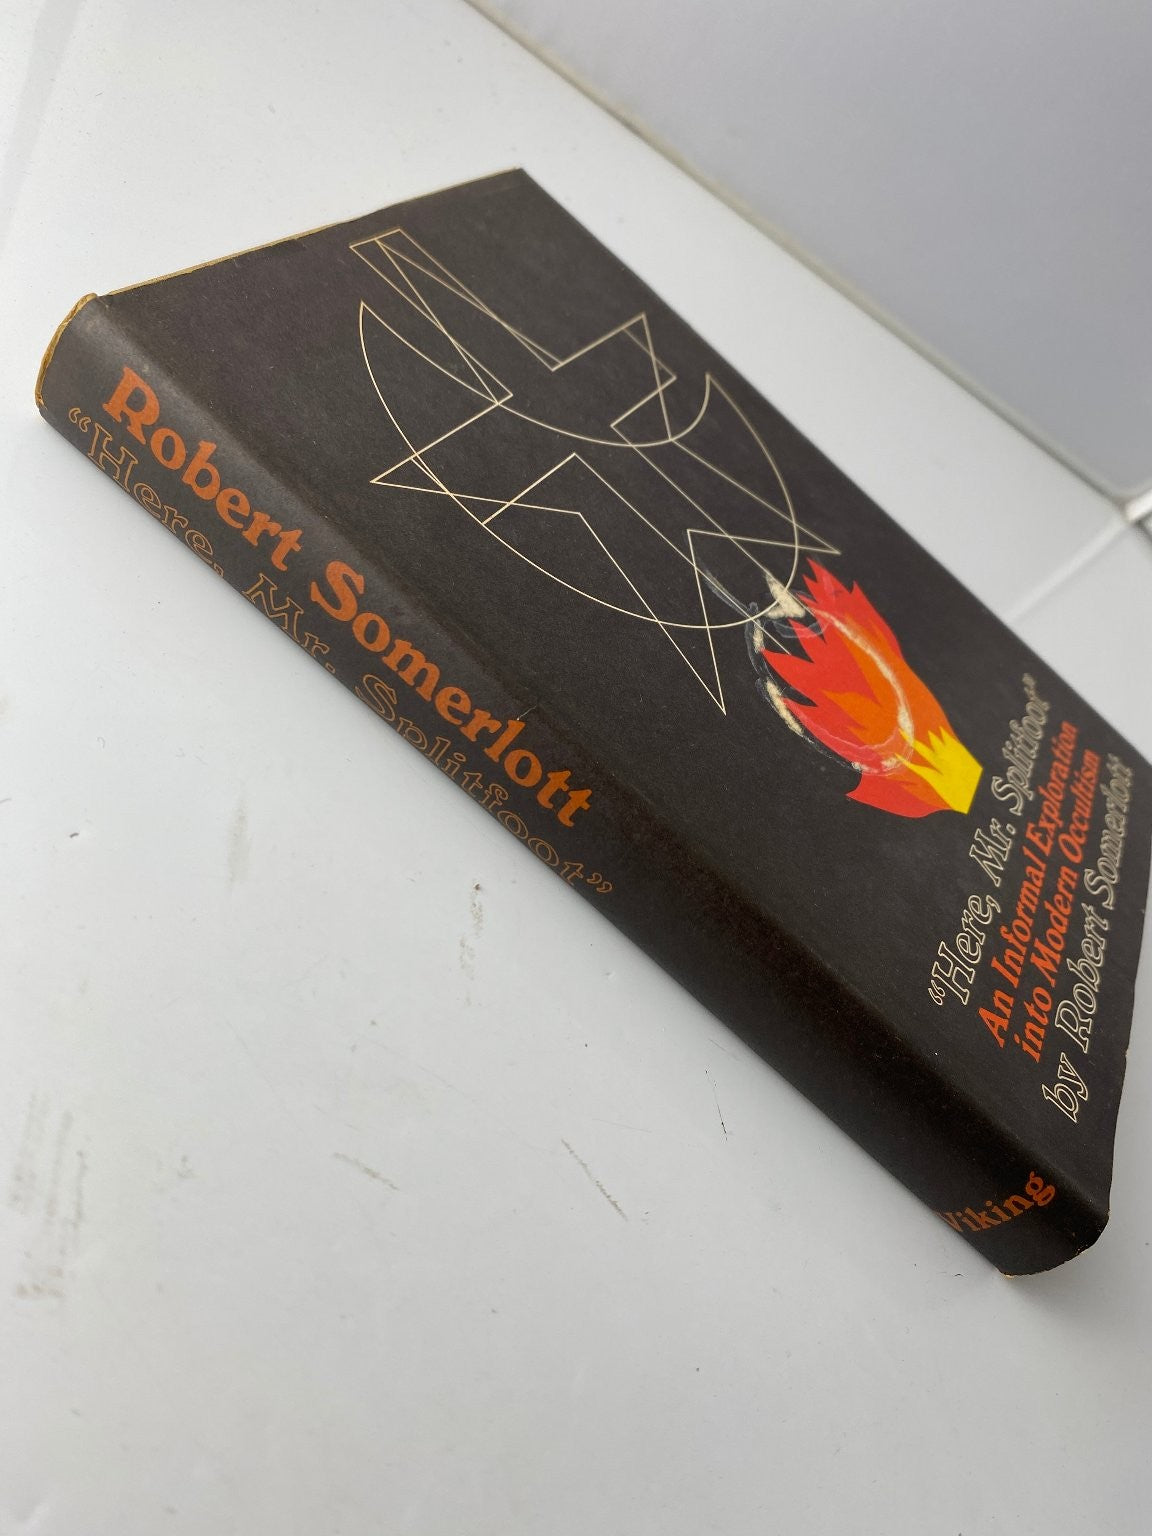 Robert Somerlott
“Here, Mr. Splitfoot”
Viking
“Here, Mr. Splitfoot”
An Informal Exploration
into Modern Occultism
by Robert Somerlott